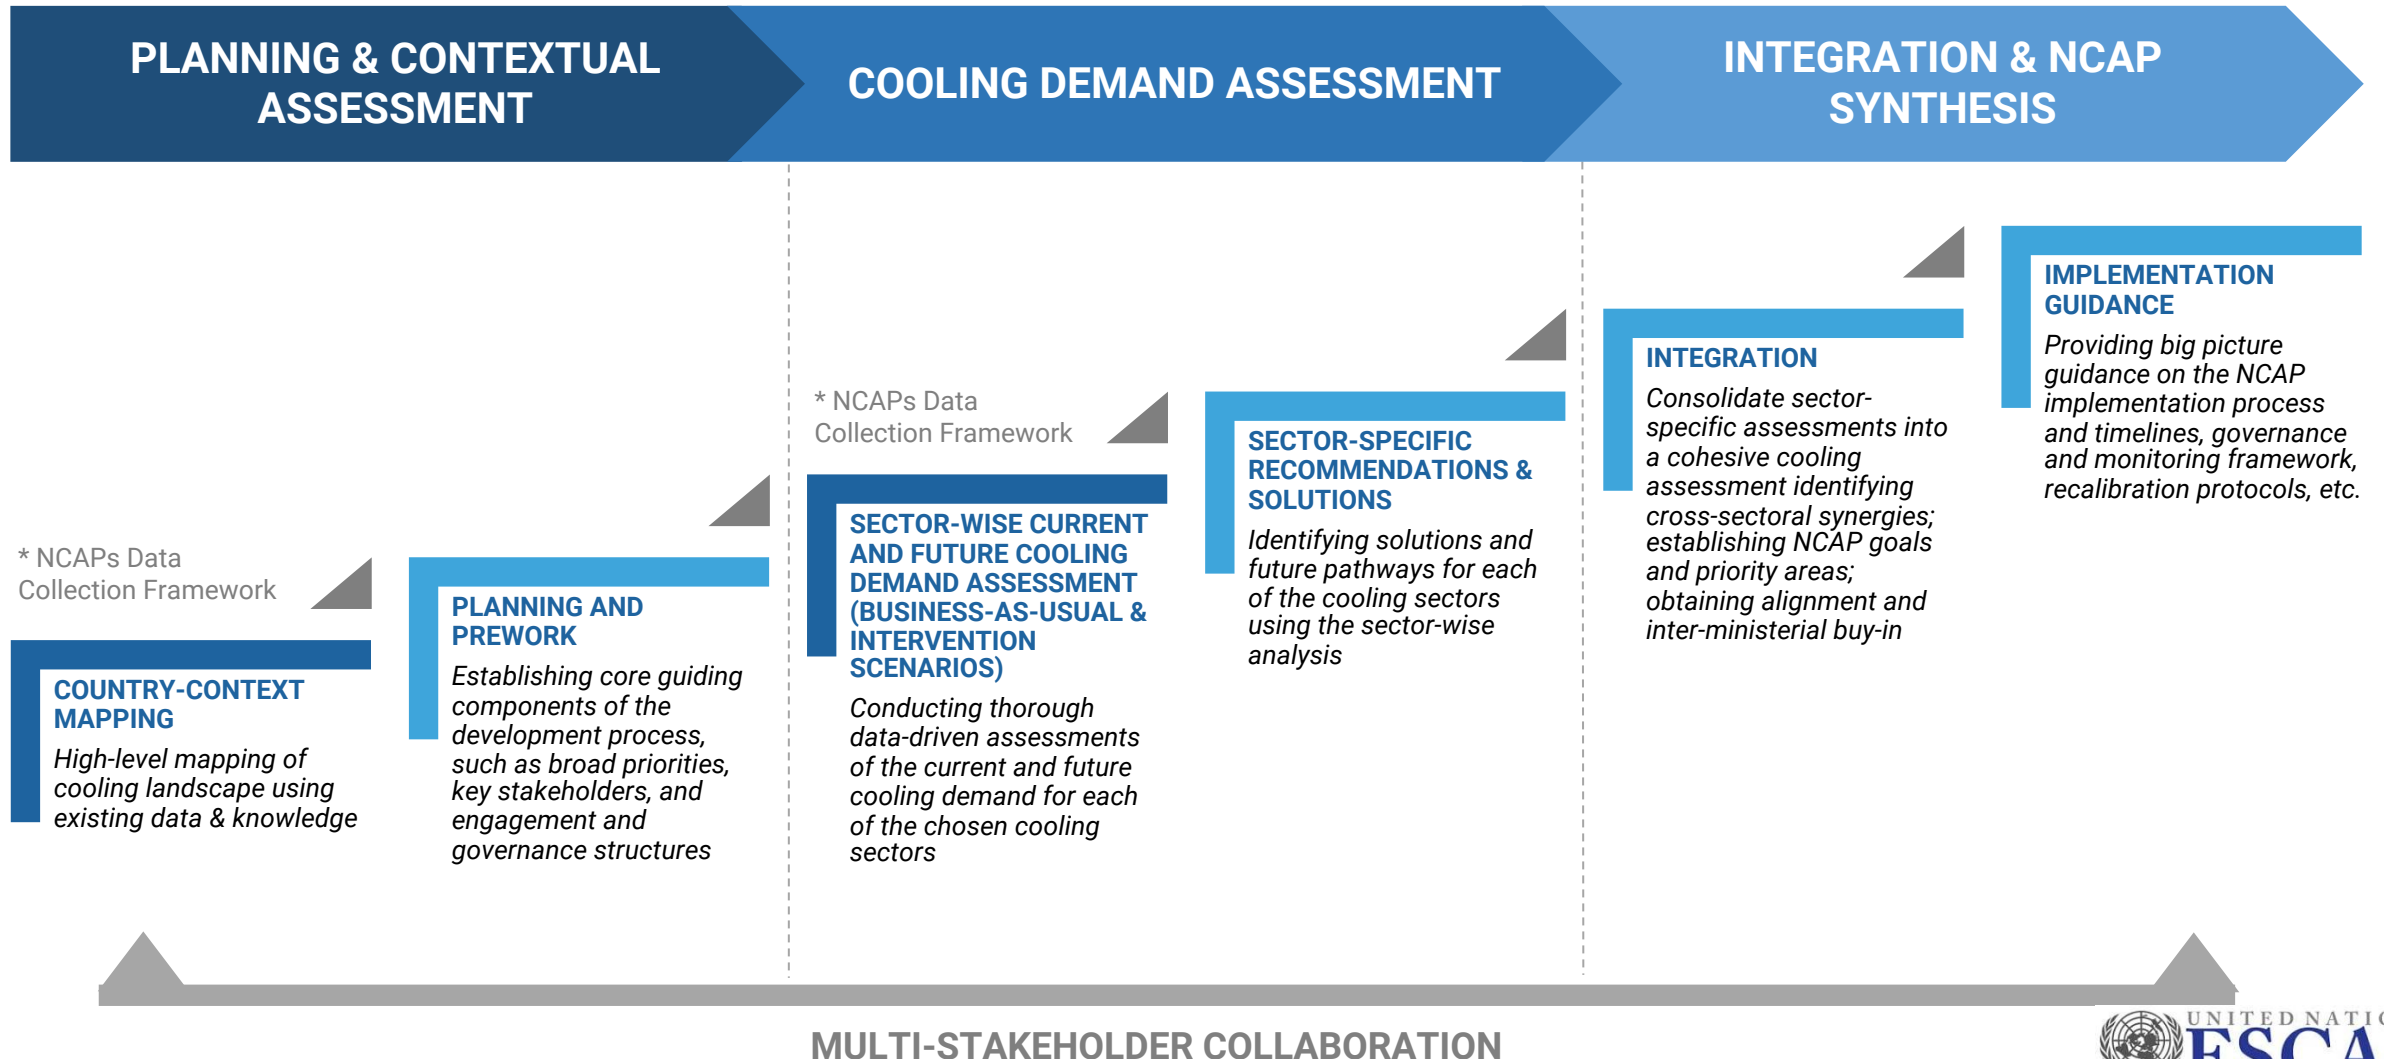 PLANNING & CONTEXTUAL
ASSESSMENT
COOLING DEMAND ASSESSMENT
INTEGRATION & NCAP
SYNTHESIS
* NCAPs Data
Collection Framework
COUNTRY-CONTEXT
MAPPING
High-level mapping of
cooling landscape using
existing data & knowledge
PLANNING AND
PREWORK
Establishing core guiding
components of the
development process,
such as broad priorities,
key stakeholders, and
engagement and
governance structures
* NCAPs Data
Collection Framework
SECTOR-WISE CURRENT
AND FUTURE COOLING
DEMAND ASSESSMENT
(BUSINESS-AS-USUAL &
INTERVENTION
SCENARIOS)
Conducting thorough
data-driven assessments
of the current and future
cooling demand for each
of the chosen cooling
sectors
SECTOR-SPECIFIC
RECOMMENDATIONS &
SOLUTIONS
Identifying solutions and
future pathways for each
of the cooling sectors
using the sector-wise
analysis
INTEGRATION
Consolidate sector-
specific assessments into
a cohesive cooling
assessment identifying
cross-sectoral synergies;
establishing NCAP goals
and priority areas;
obtaining alignment and
inter-ministerial buy-in
IMPLEMENTATION
GUIDANCE
Providing big picture
guidance on the NCAP
implementation process
and timelines, governance
and monitoring framework,
recalibration protocols, etc.
MULTI-STAKEHOLDER COLLABORATION
UNITED NATIO
ESCA